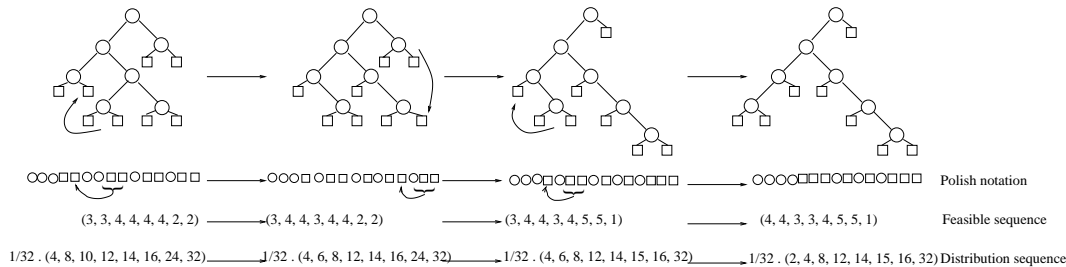 Polish notation
(3, 3, 4, 4, 4, 4, 2, 2) (3, 4, 4, 3, 4, 4, 2, 2) (3, 4, 4, 3, 4, 5, 5, 1) (4, 4, 3, 3, 4, 5, 5, 1) Feasible sequence
1/32 . (4, 8, 10, 12, 14, 16, 24, 32) 1/32 . (4, 6, 8, 12, 14, 16, 24, 32) 1/32 . (4, 6, 8, 12, 14, 15, 16, 32) 1/32 . (2, 4, 8, 12, 14, 15, 16, 32) Distribution sequence